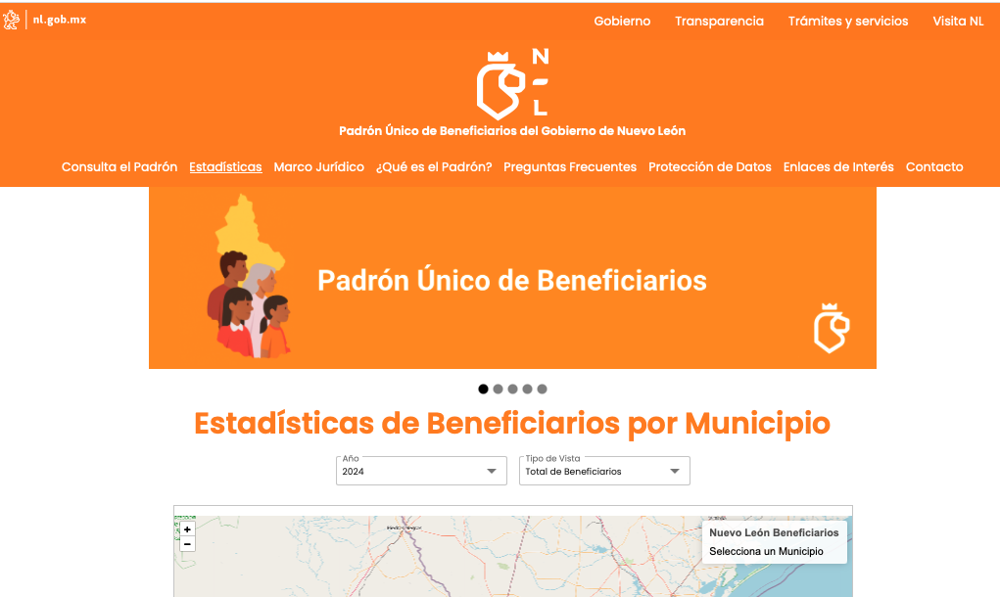 nl.gob.mx
Gobierno Transparencia Trámites y servicios Visita NL
N
L
Padrón Único de Beneficiarios del Gobierno de Nuevo León
Consulta el Padrón Estadísticas Marco Jurídico ¿Qué es el Padrón? Preguntas Frecuentes Protección de Datos Enlaces de Interés Contacto
Padrón Único de Beneficiarios
Estadísticas de Beneficiarios por Municipio
Año
2024
Tipo de Vista
Total de Beneficiarios
+
−
Nuevo León Beneficiarios
Selecciona un Municipio